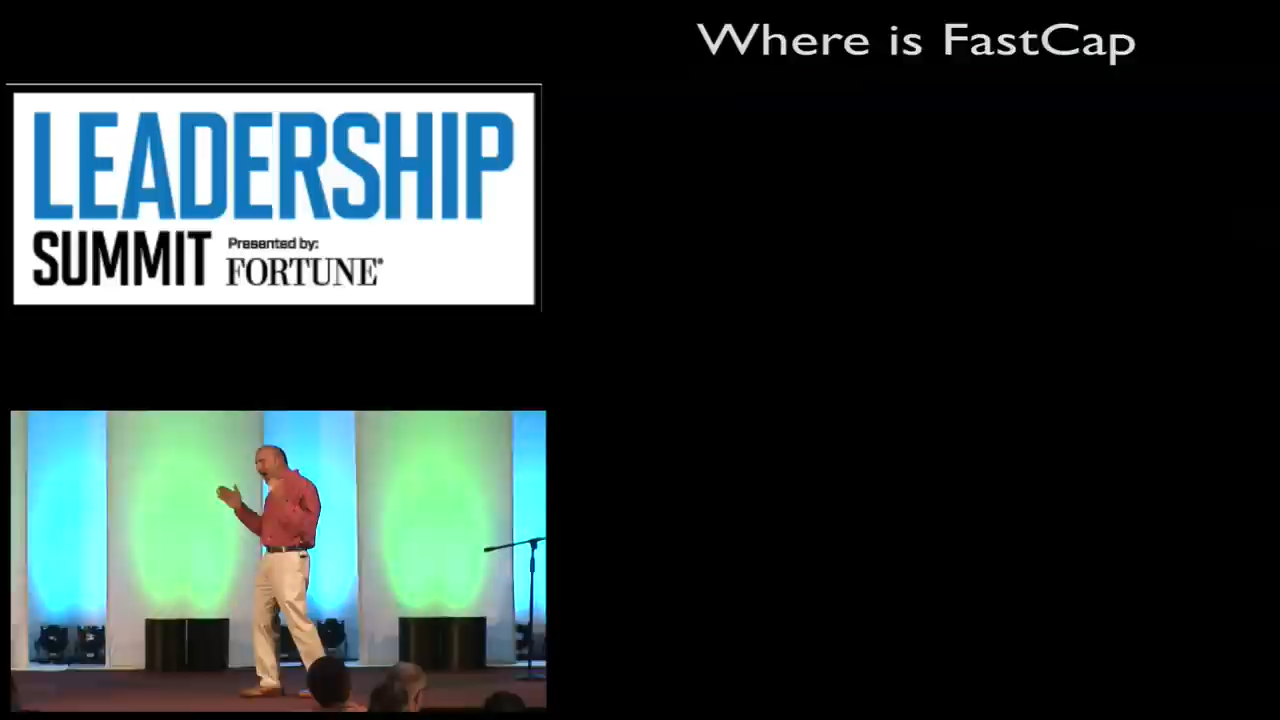 Where is FastCap
LEADERSHIP
SUMMIT
Presented by:
FORTUNE®